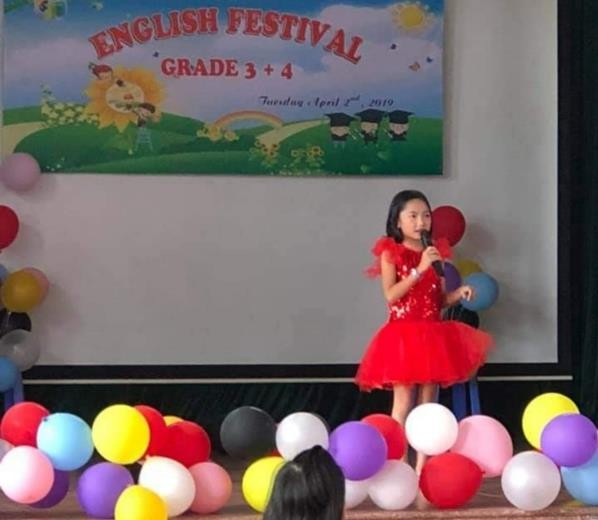 ENGLISH FESTIVAL
GRADE 3 + 4
Tuesday April 2nd, 2019